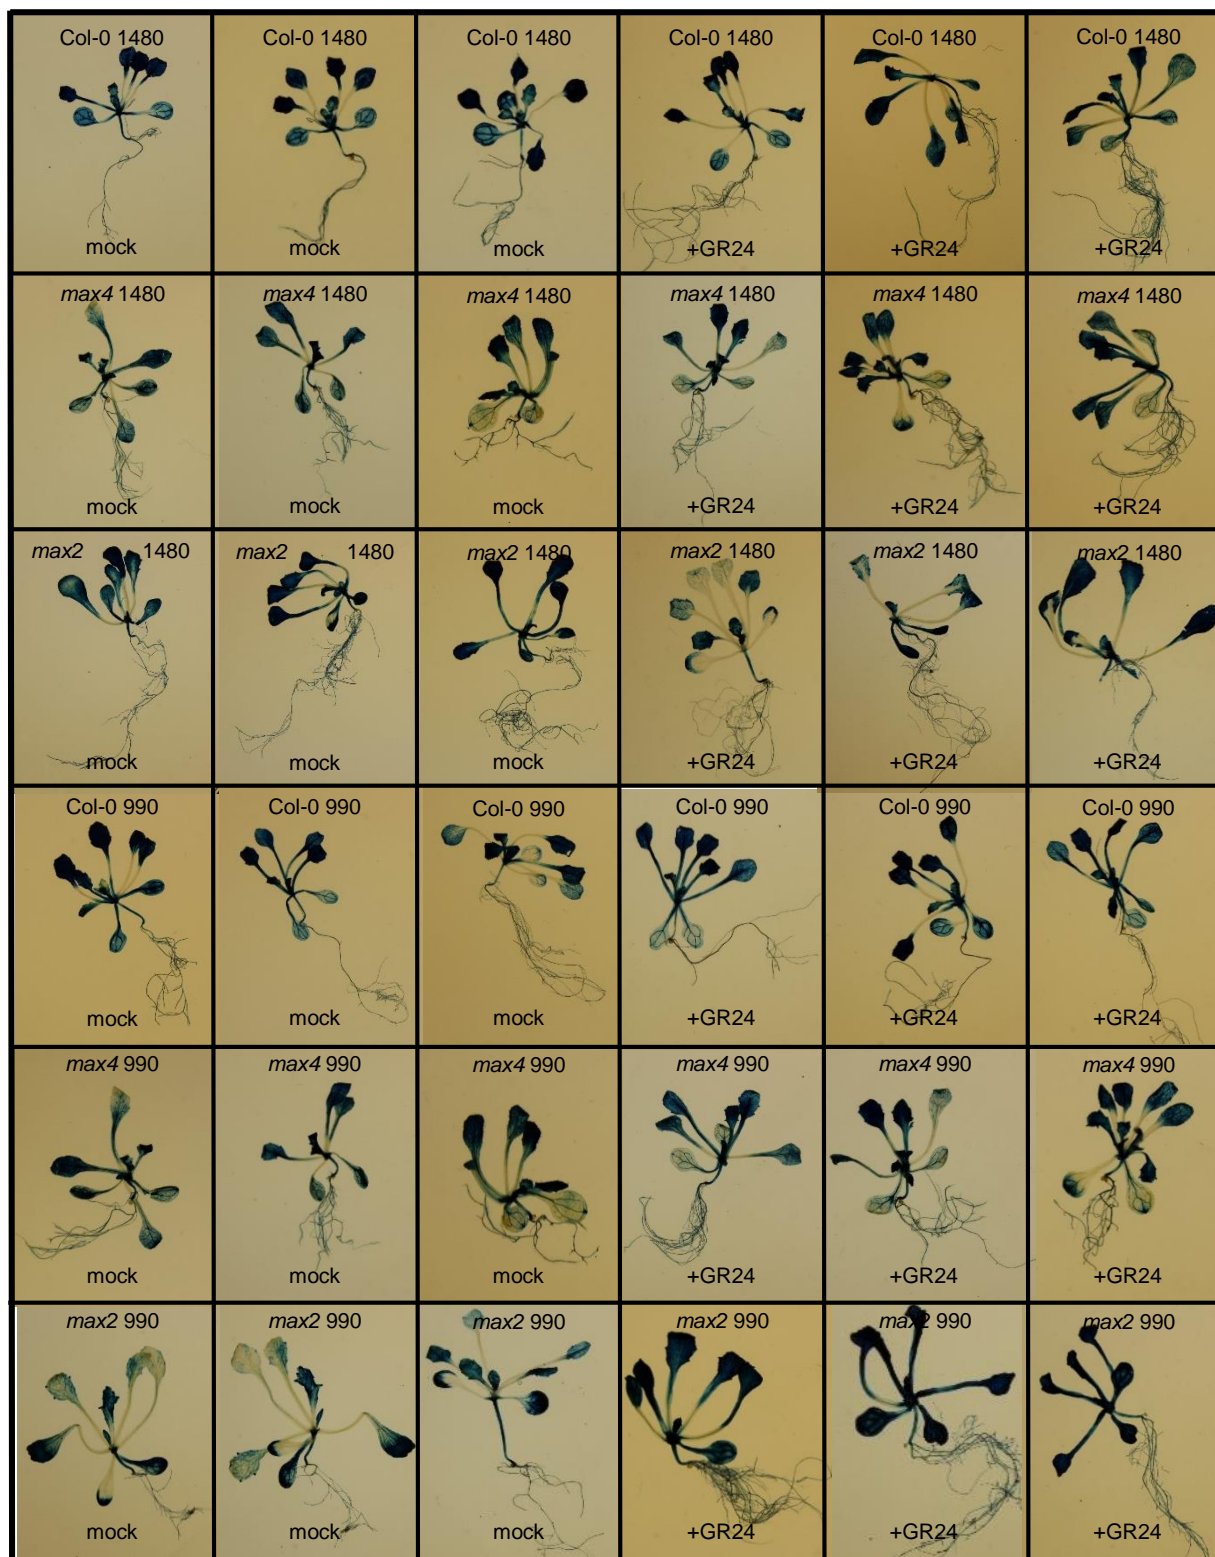 Col-0 1480 Col-0 1480 Col-0 1480 Col-0 1480 Col-0 1480 Col-0 1480
mock mock mock +GR24 +GR24 +GR24
max4 1480 max4 1480 max4 1480 max4 1480 max4 1480 max4 1480
mock mock mock +GR24 +GR24 +GR24
max2 1480 max2 1480 max2 1480 max2 1480 max2 1480 max2 1480
mock mock mock +GR24 +GR24 +GR24
Col-0 990 Col-0 990 Col-0 990 Col-0 990 Col-0 990 Col-0 990
mock mock mock +GR24 +GR24 +GR24
max4 990 max4 990 max4 990 max4 990 max4 990 max4 990
mock mock mock +GR24 +GR24 +GR24
max2 990 max2 990 max2 990 max2 990 max2 990 max2 990
mock mock mock +GR24 +GR24 +GR24